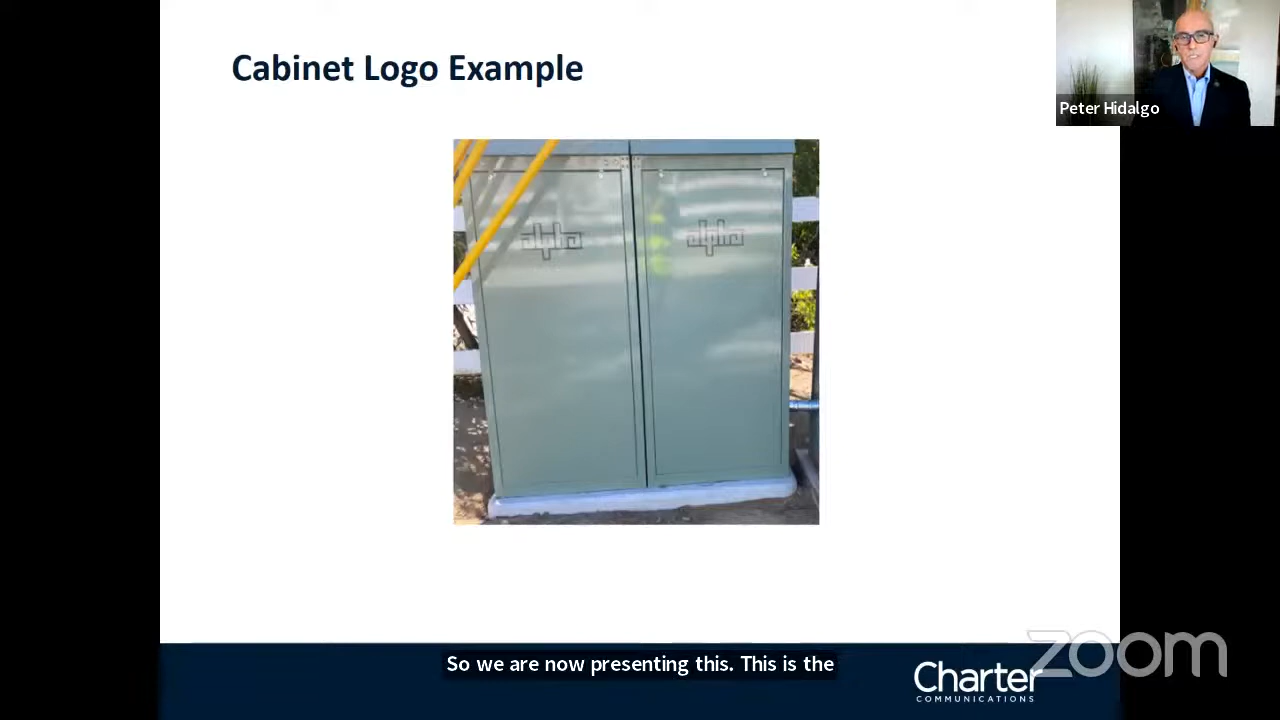 Cabinet Logo Example
Peter Hidalgo
alpha alpha
So we are now presenting this. This is the
Charter
COMMUNICATIONS
zoom